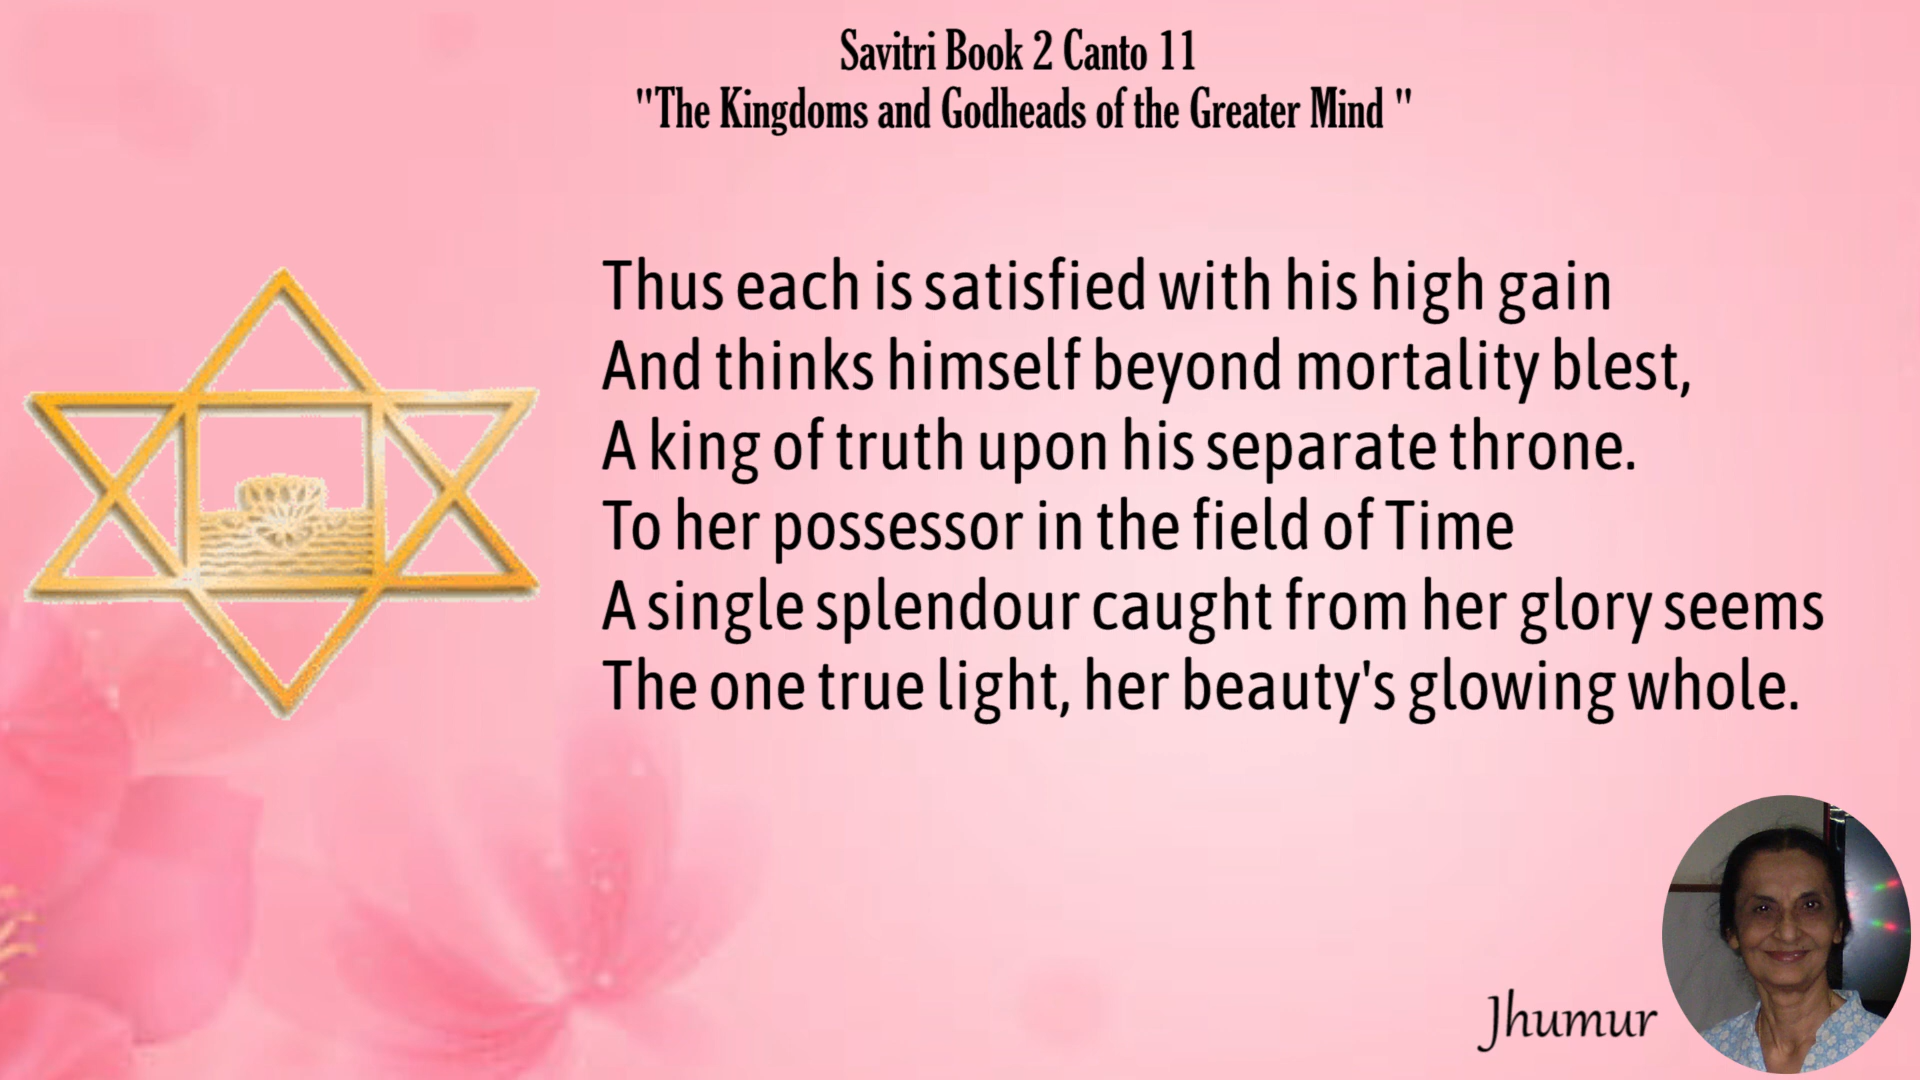 Savitri Book 2 Canto 11
"The Kingdoms and Godheads of the Greater Mind "
Thus each is satisfied with his high gain
And thinks himself beyond mortality blest,
A king of truth upon his separate throne.
To her possessor in the field of Time
A single splendour caught from her glory seems
The one true light, her beauty's glowing whole.
Jhumur